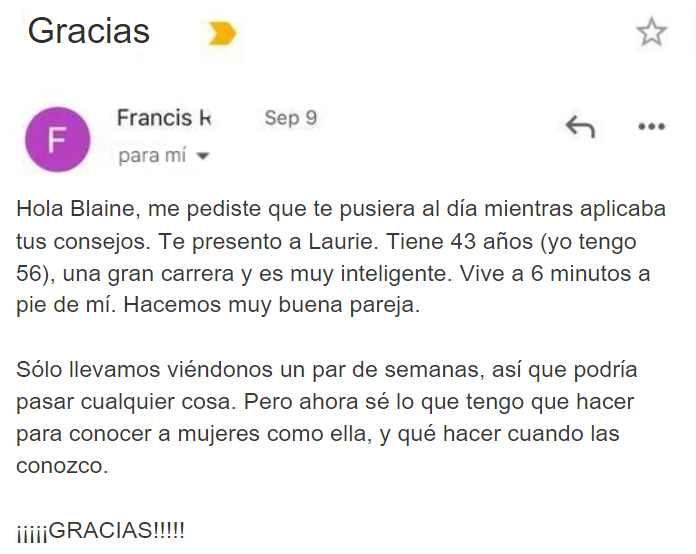 Gracias
F
Francis Sep 9
para mí
Hola Blaine, me pediste que te pusiera al día mientras aplicaba
tus consejos. Te presento a Laurie. Tiene 43 años (yo tengo
56), una gran carrera y es muy inteligente. Vive a 6 minutos a
pie de mí. Hacemos muy buena pareja.
Sólo llevamos viéndonos un par de semanas, así que podría
pasar cualquier cosa. Pero ahora sé lo que tengo que hacer
para conocer a mujeres como ella, y qué hacer cuando las
conozco.
¡¡¡¡¡GRACIAS!!!!!